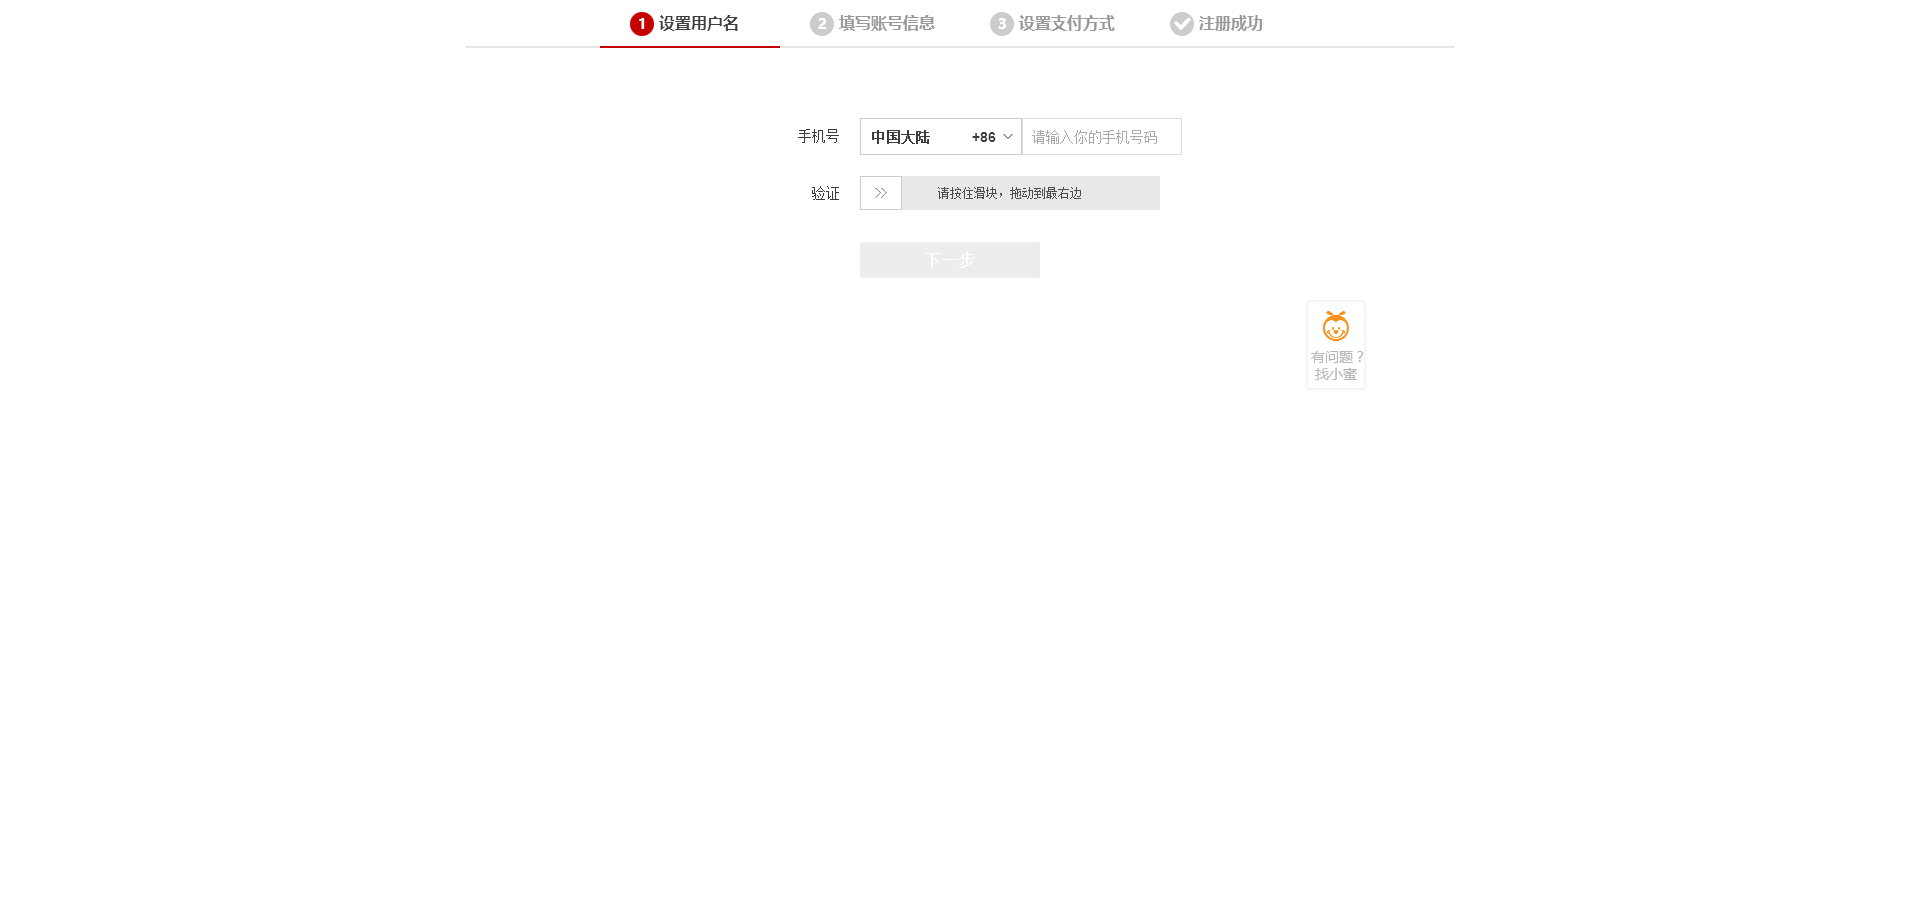 1 设置用户名 2 填写账号信息 3 设置支付方式 注册成功
手机号 中国大陆 +86 请输入你的手机号码
验证 请按住滑块，拖动到最右边
下一步
有问题？
找小蜜